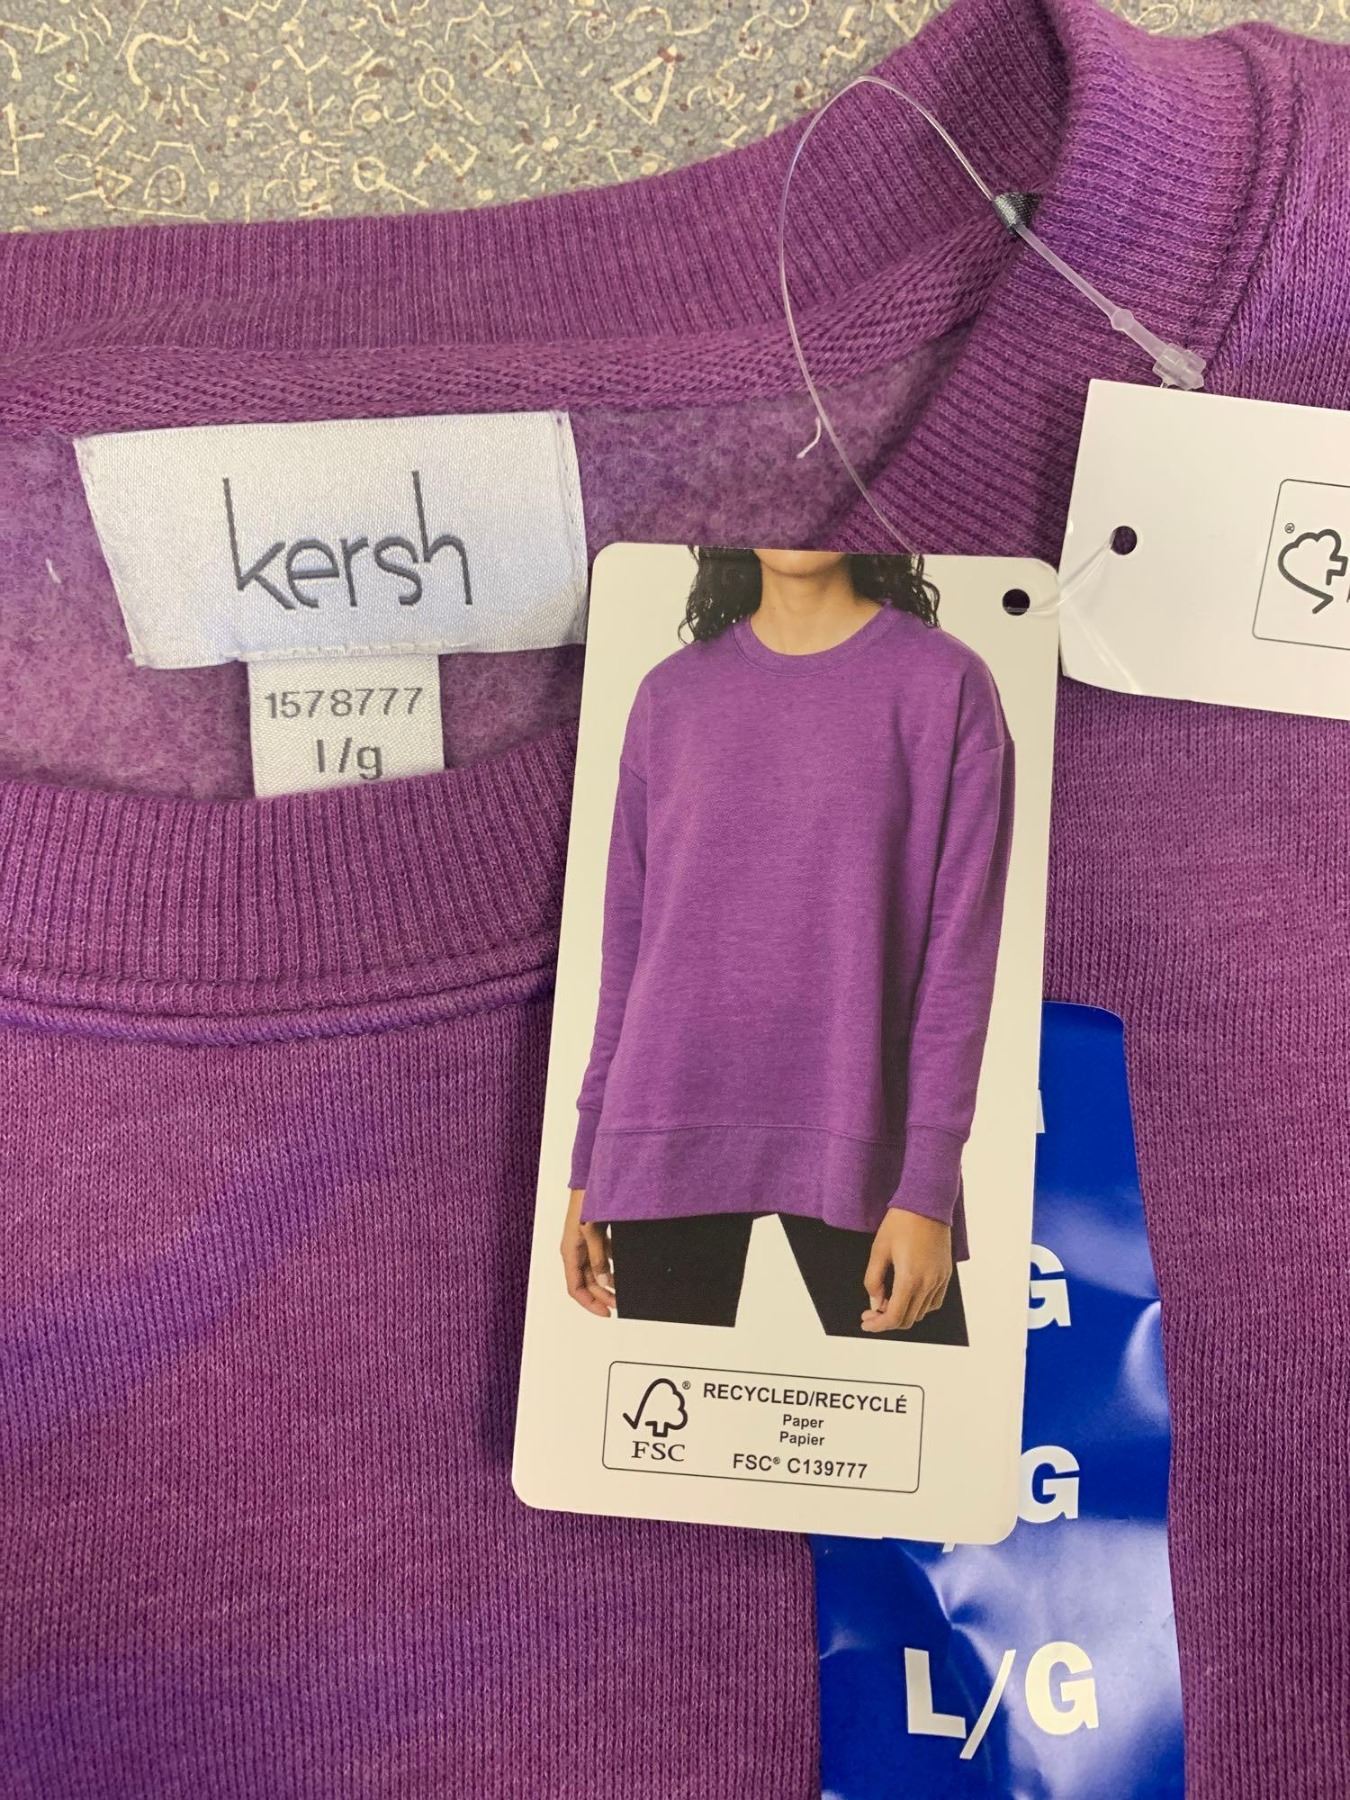 kersh
1578777
l/g
RECYCLED/RECYCLÉ
Paper
Papier
FSC
FSC® C139777
G
G
L/G